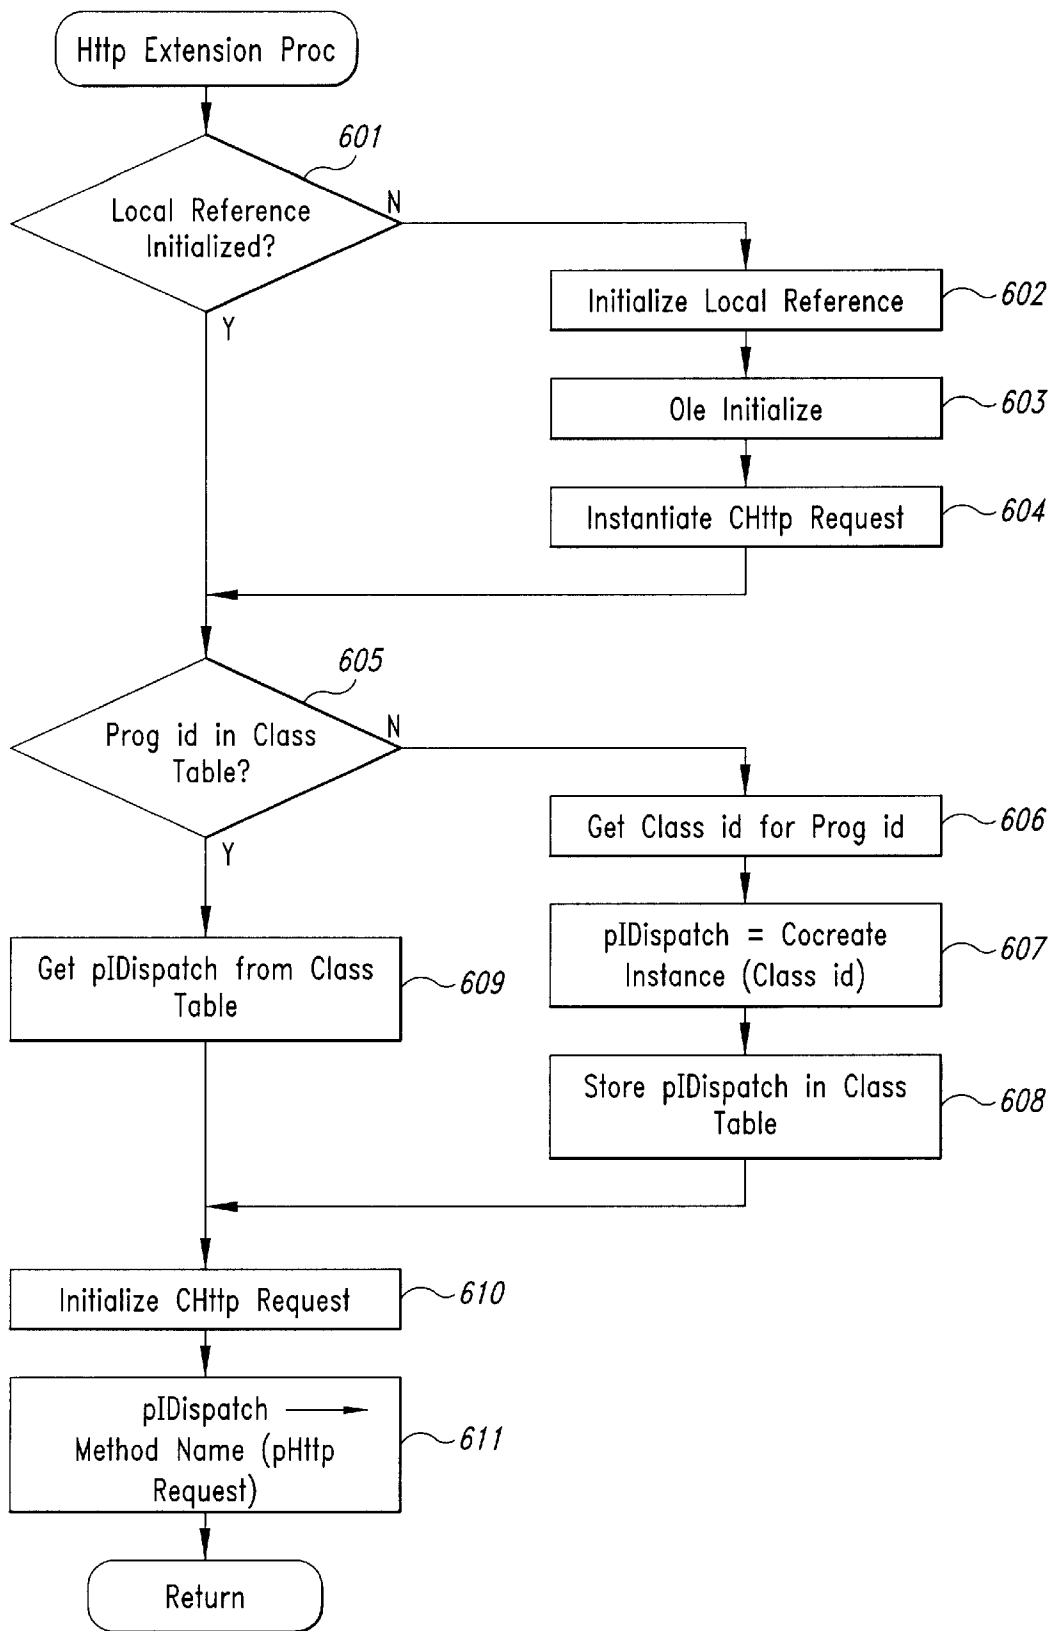 Http Extension Proc
601
Local Reference
Initialized?
N
Y
Initialize Local Reference
602
Ole Initialize
603
Instantiate CHttp Request
604
605
Prog id in Class
Table?
N
Y
Get Class id for Prog id
606
pIDispatch = Cocreate
Instance (Class id)
607
Store pIDispatch in Class
Table
608
Get pIDispatch from Class
Table
609
Initialize CHttp Request
610
pIDispatch
Method Name (pHttp
Request)
611
Return